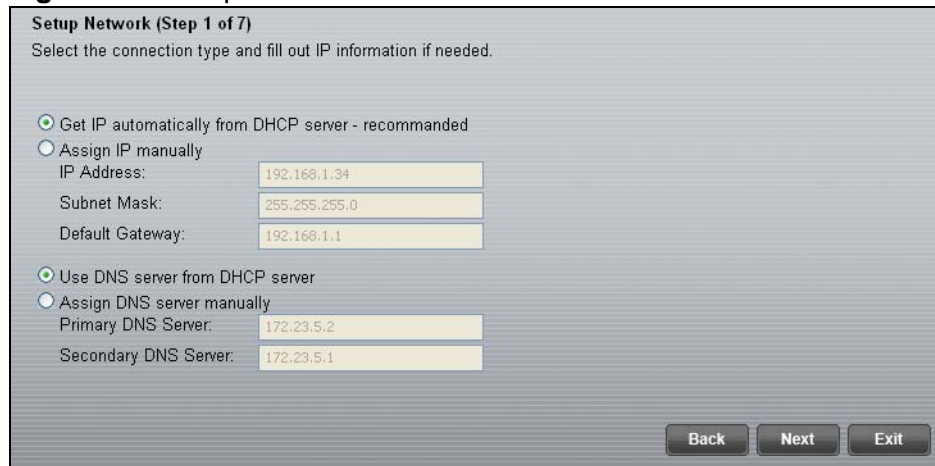 Setup Network (Step 1 of 7)
Select the connection type and fill out IP information if needed.
Get IP automatically from DHCP server - recommanded
Assign IP manually
IP Address: 192.168.1.34
Subnet Mask: 255.255.255.0
Default Gateway: 192.168.1.1
Use DNS server from DHCP server
Assign DNS server manually
Primary DNS Server: 172.23.5.2
Secondary DNS Server: 172.23.5.1
Back Next Exit